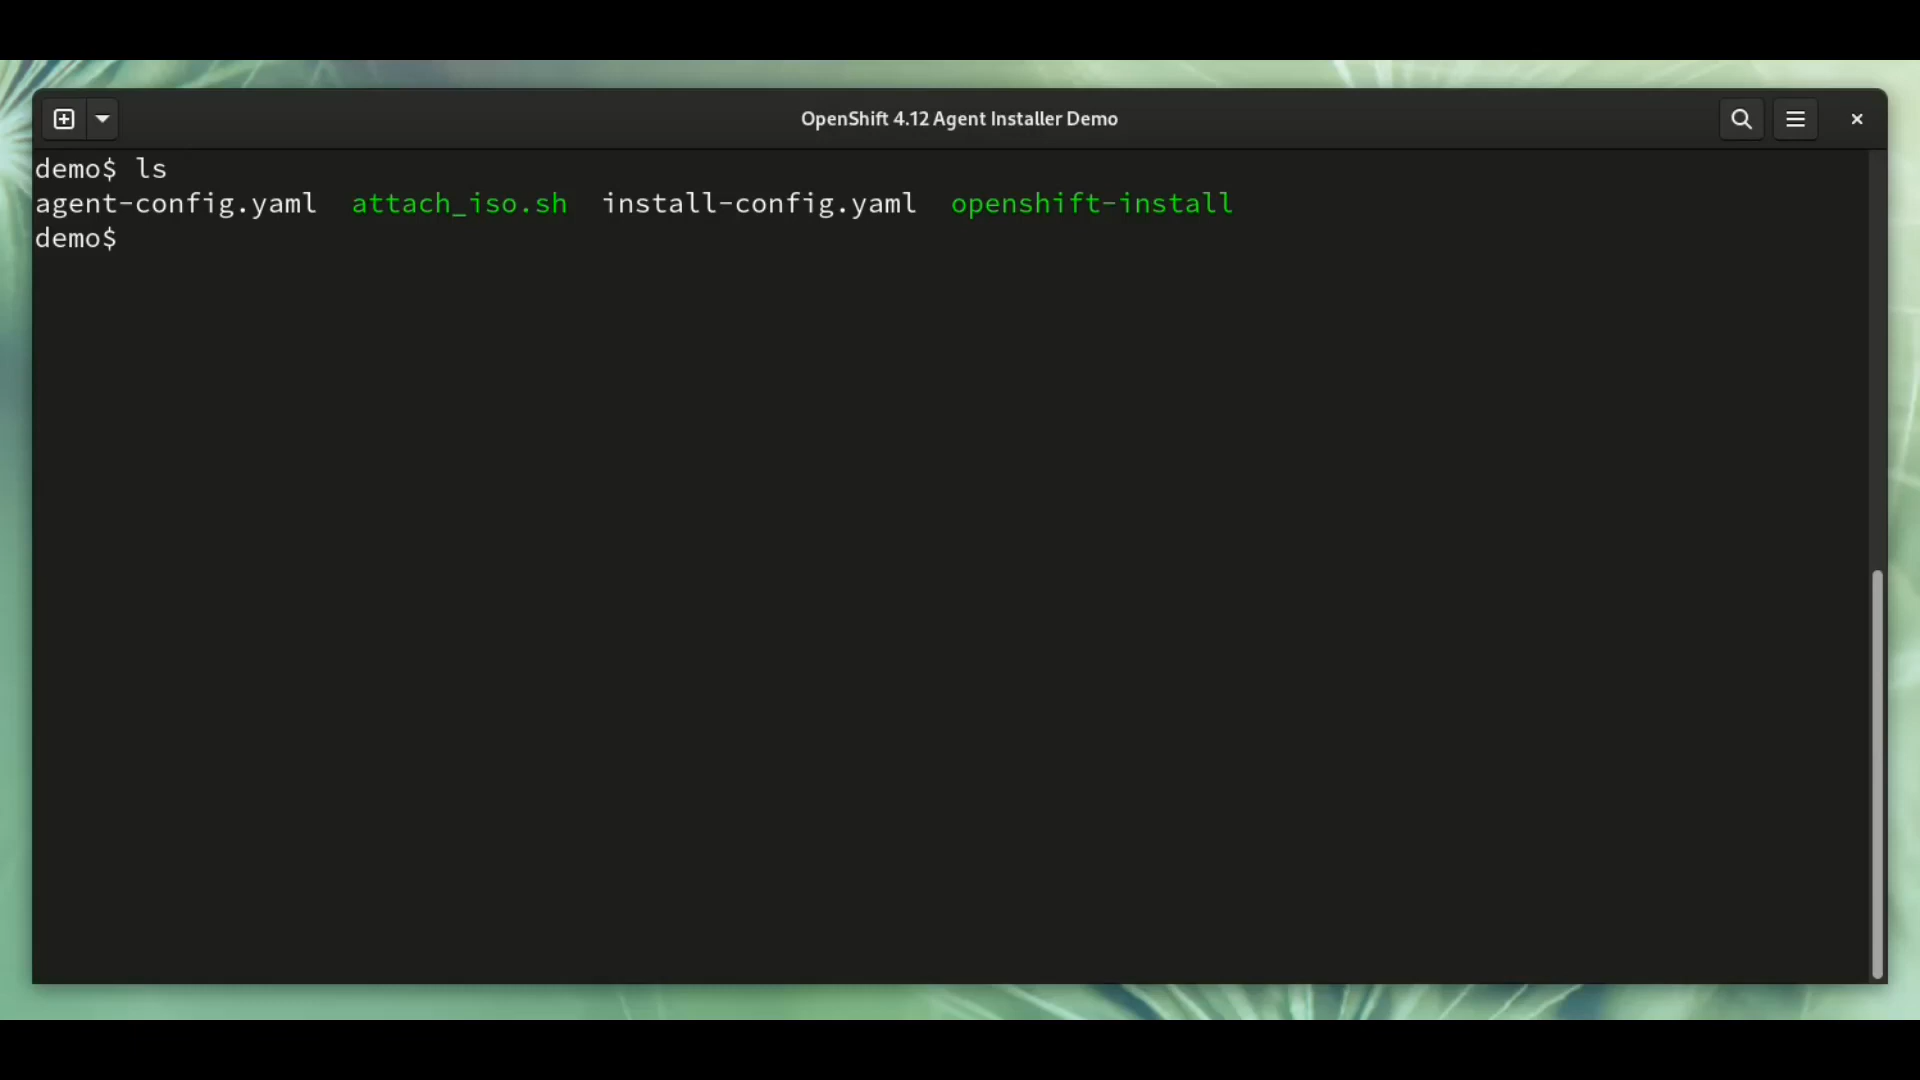 OpenShift 4.12 Agent Installer Demo
demo$ ls
agent-config.yaml  attach_iso.sh  install-config.yaml  openshift-install
demo$